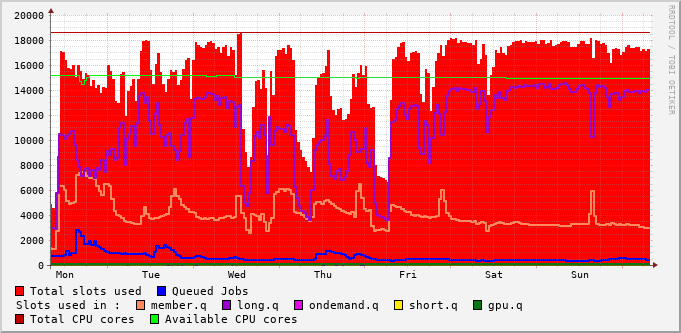 RRDTOOL / TOBI OETIKER
20000
18000
16000
14000
12000
10000
8000
6000
4000
2000
0
Mon Tue Wed Thu Fri Sat Sun
Total slots used Queued Jobs
Slots used in : member.q long.q ondemand.q short.q gpu.q
Total CPU cores Available CPU cores